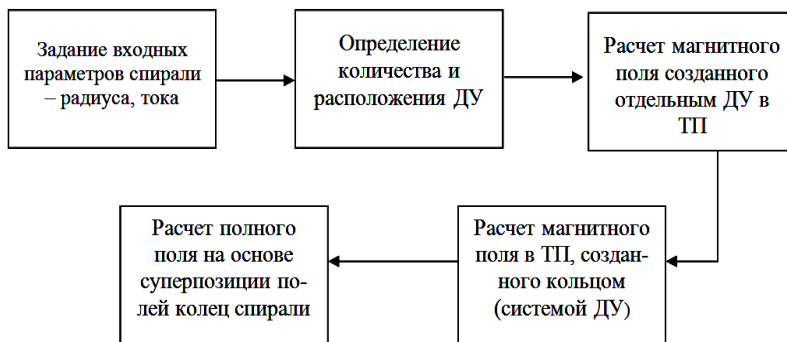 Задание входных
параметров спирали
– радиуса, тока
Определение
количества и
расположения ДУ
Расчет магнитного
поля созданного
отдельным ДУ в
ТП
Расчет магнитного
поля в ТП, создан-
ного кольцом
(системой ДУ)
Расчет полного
поля на основе
суперпозиции по-
лей колец спирали